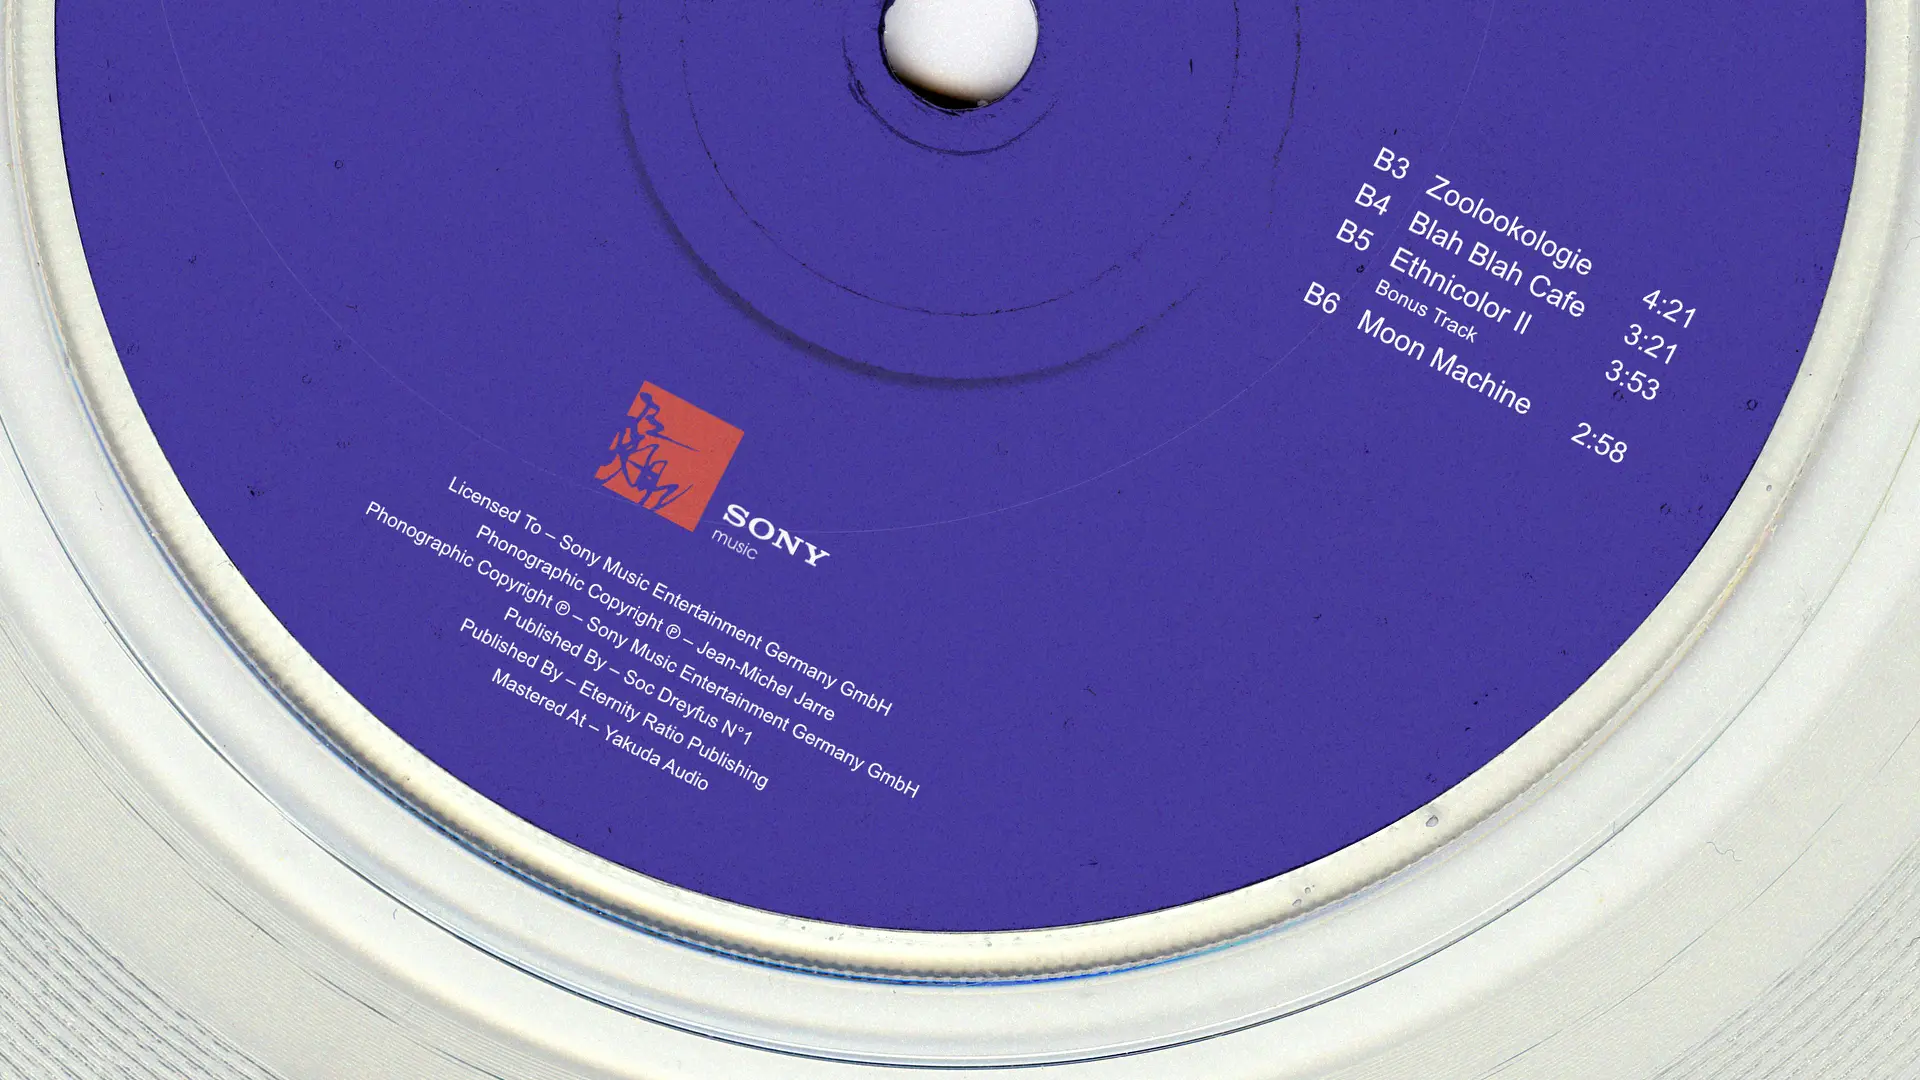 B3 Zoolookologie 4:21
B4 Blah Blah Cafe 3:21
B5 Ethnicolor II 3:53
Bonus Track
B6 Moon Machine 2:58
SONY
music
Licensed To – Sony Music Entertainment Germany GmbH
Phonographic Copyright ℗ – Jean-Michel Jarre
Phonographic Copyright ℗ – Sony Music Entertainment Germany GmbH
Published By – Soc Dreyfus N°1
Published By – Eternity Ratio Publishing
Mastered At – Yakuda Audio